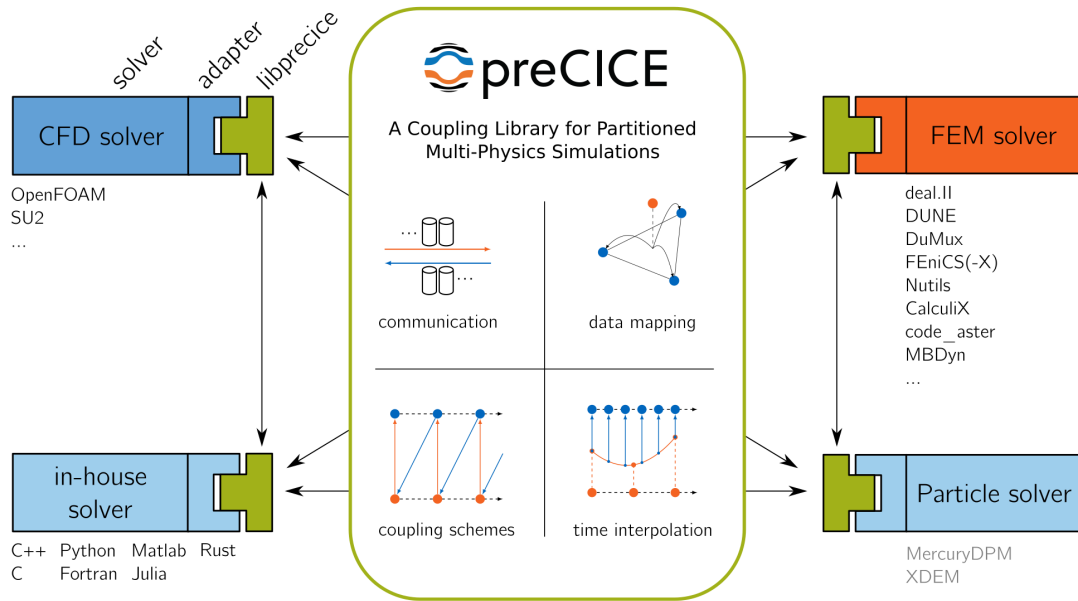 solver
adapter
libprecice
preCICE
A Coupling Library for Partitioned
Multi-Physics Simulations
CFD solver
OpenFOAM
SU2
...
FEM solver
deal.II
DUNE
DuMux
FEniCS(-X)
Nutils
CalculiX
code_aster
MBDyn
...
...
...
communication
data mapping
coupling schemes
time interpolation
in-house
solver
C++ Python Matlab Rust
C Fortran Julia
Particle solver
MercuryDPM
XDEM